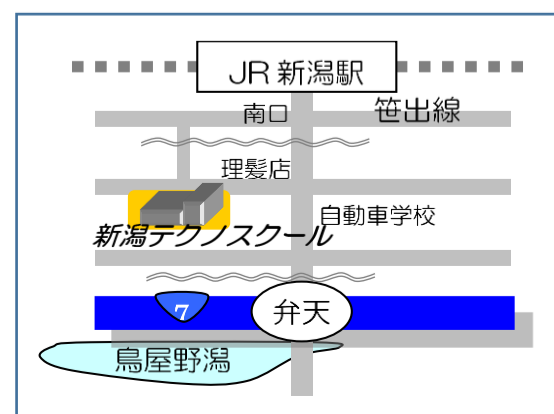 JR 新潟駅
南口
笹出線
理髪店
自動車学校
新潟テクノスクール
7
弁天
鳥屋野潟